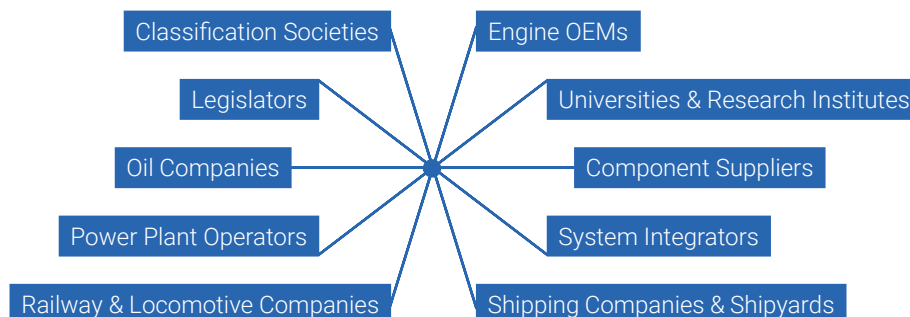 Classification Societies
Engine OEMs
Legislators
Universities & Research Institutes
Oil Companies
Component Suppliers
Power Plant Operators
System Integrators
Railway & Locomotive Companies
Shipping Companies & Shipyards